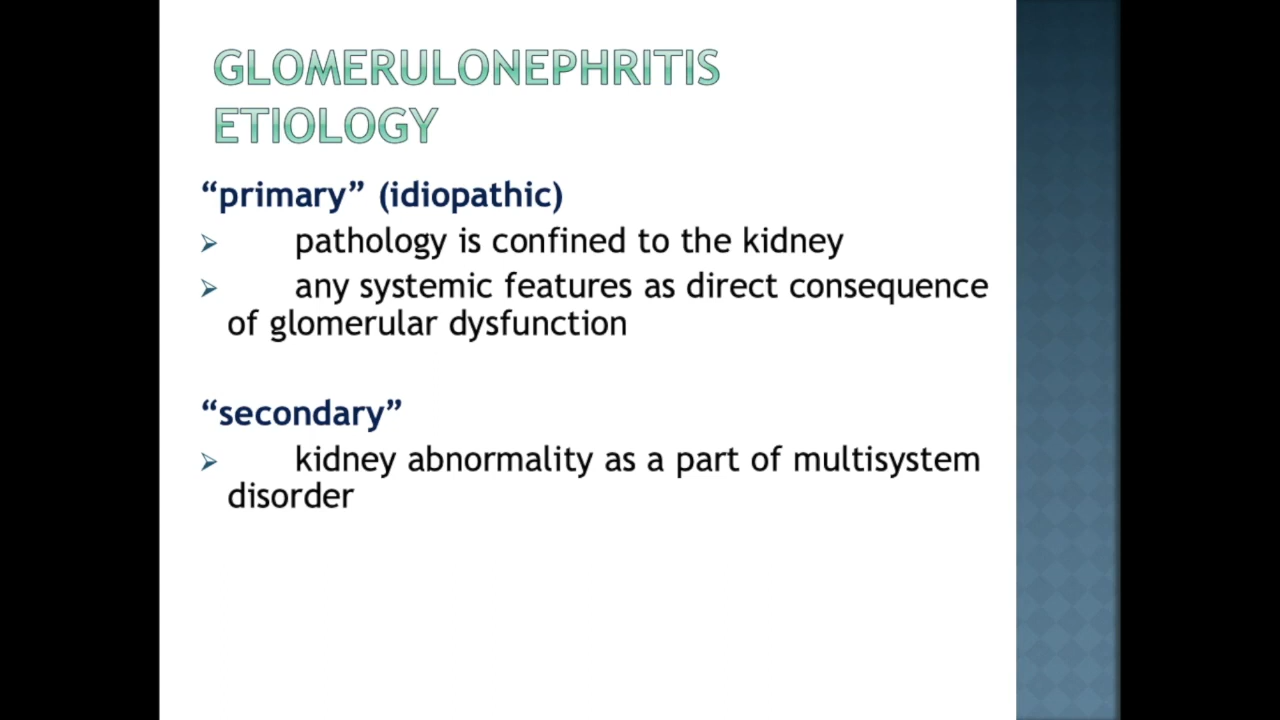 GLOMERULONEPHRITIS
ETIOLOGY
“primary” (idiopathic)
pathology is confined to the kidney
any systemic features as direct consequence
of glomerular dysfunction
“secondary”
kidney abnormality as a part of multisystem
disorder